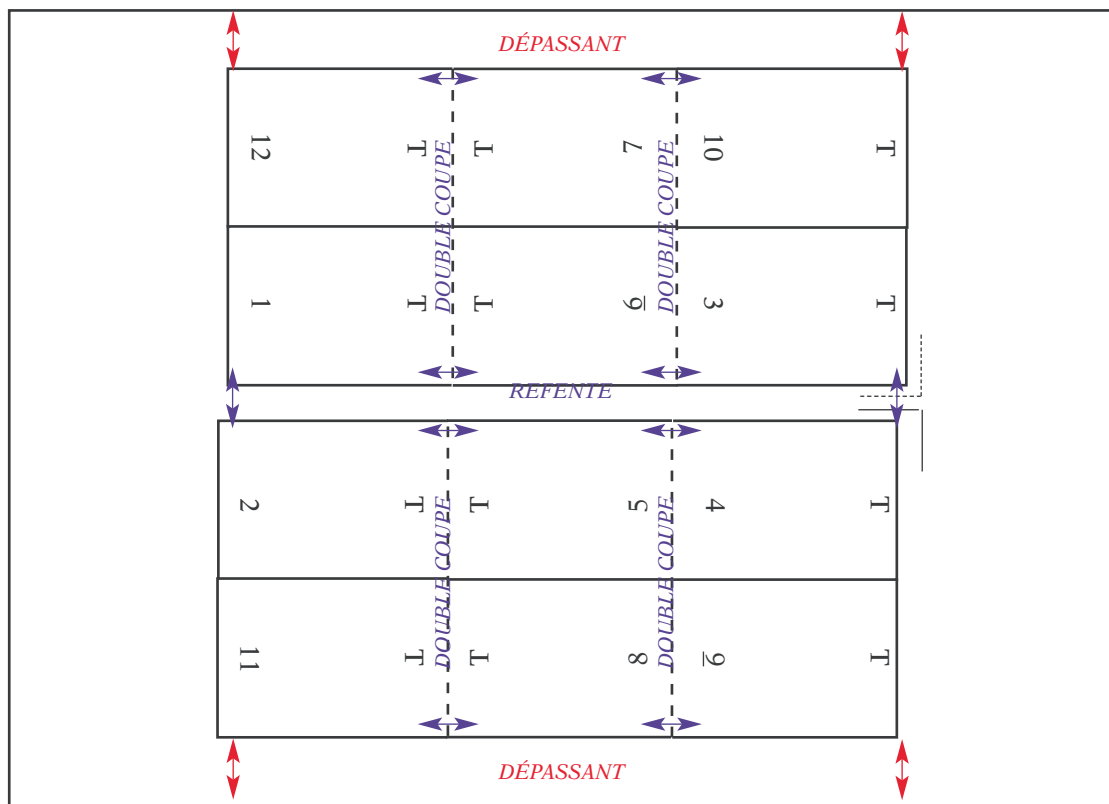 DÉPASSANT
12 T T 7 10 T
DOUBLE COUPE
DOUBLE COUPE
1 T T 6 3 T
REFENTE
2 T T 5 4 T
DOUBLE COUPE
DOUBLE COUPE
11 T T 8 9 T
DÉPASSANT